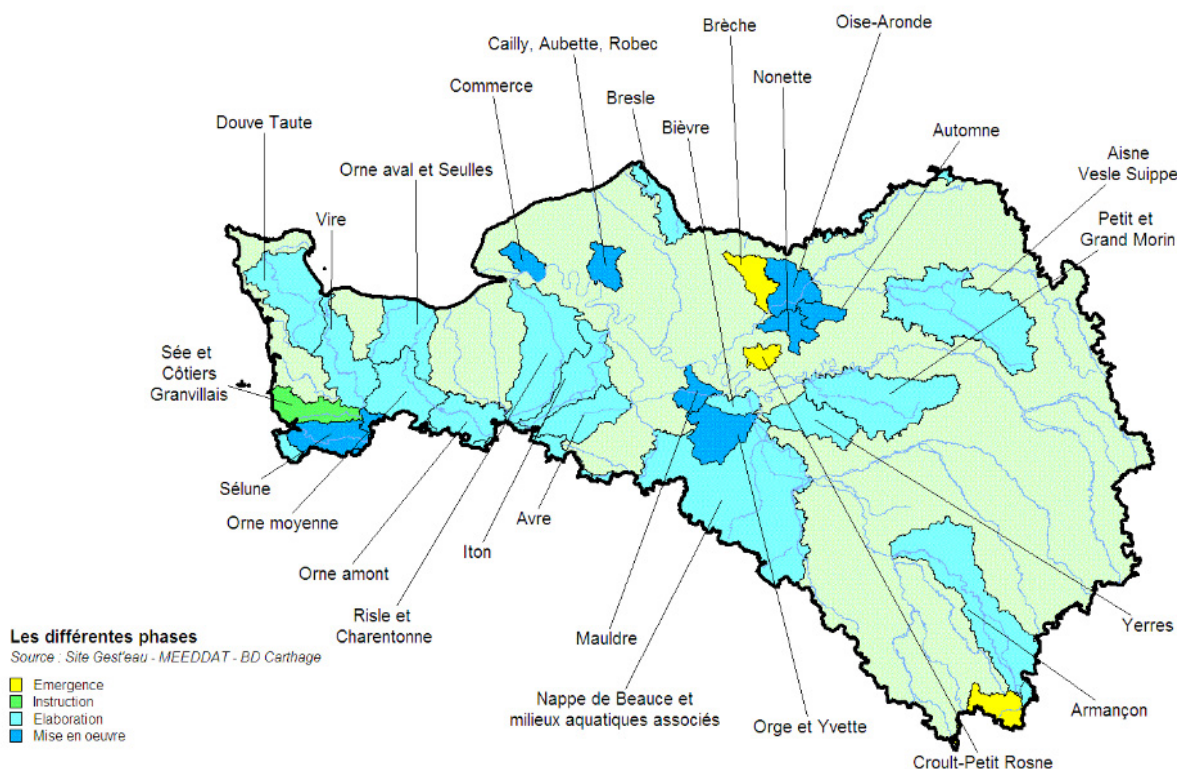 Brèche
Oise-Aronde
Cailly, Aubette, Robec
Nonette
Commerce
Bresle
Bièvre
Automne
Douve Taute
Aisne
Vesle Suippe
Orne aval et Seulles
Petit et
Grand Morin
Vire
Sée et
Côtiers
Granvillais
Sélune
Orne moyenne
Avre
Iton
Orne amont
Risle et
Charentonne
Mauldre
Yerres
Nappe de Beauce et
milieux aquatiques associés
Orge et Yvette
Armançon
Croult-Petit Rosne
Les différentes phases
Source : Site Gest'eau - MEEDDAT - BD Carthage
Emergence
Instruction
Elaboration
Mise en oeuvre